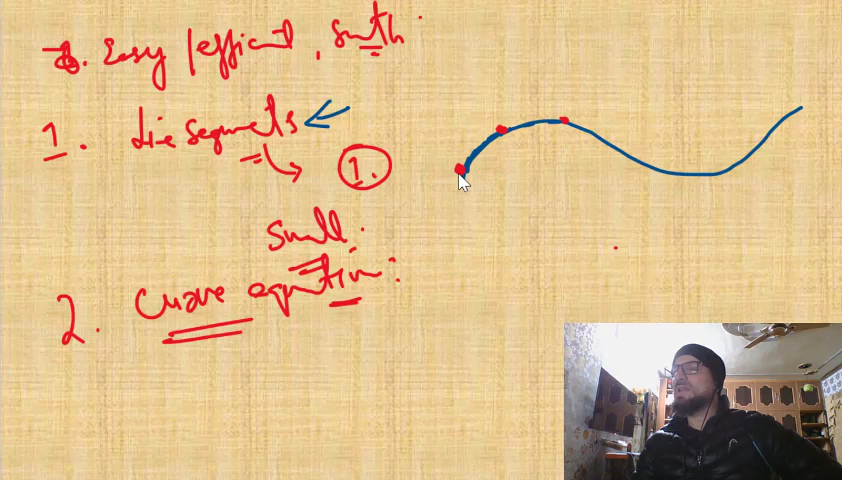 Easy/efficient, smooth.
1. Line segments
1.
small.
2. Curve equation: